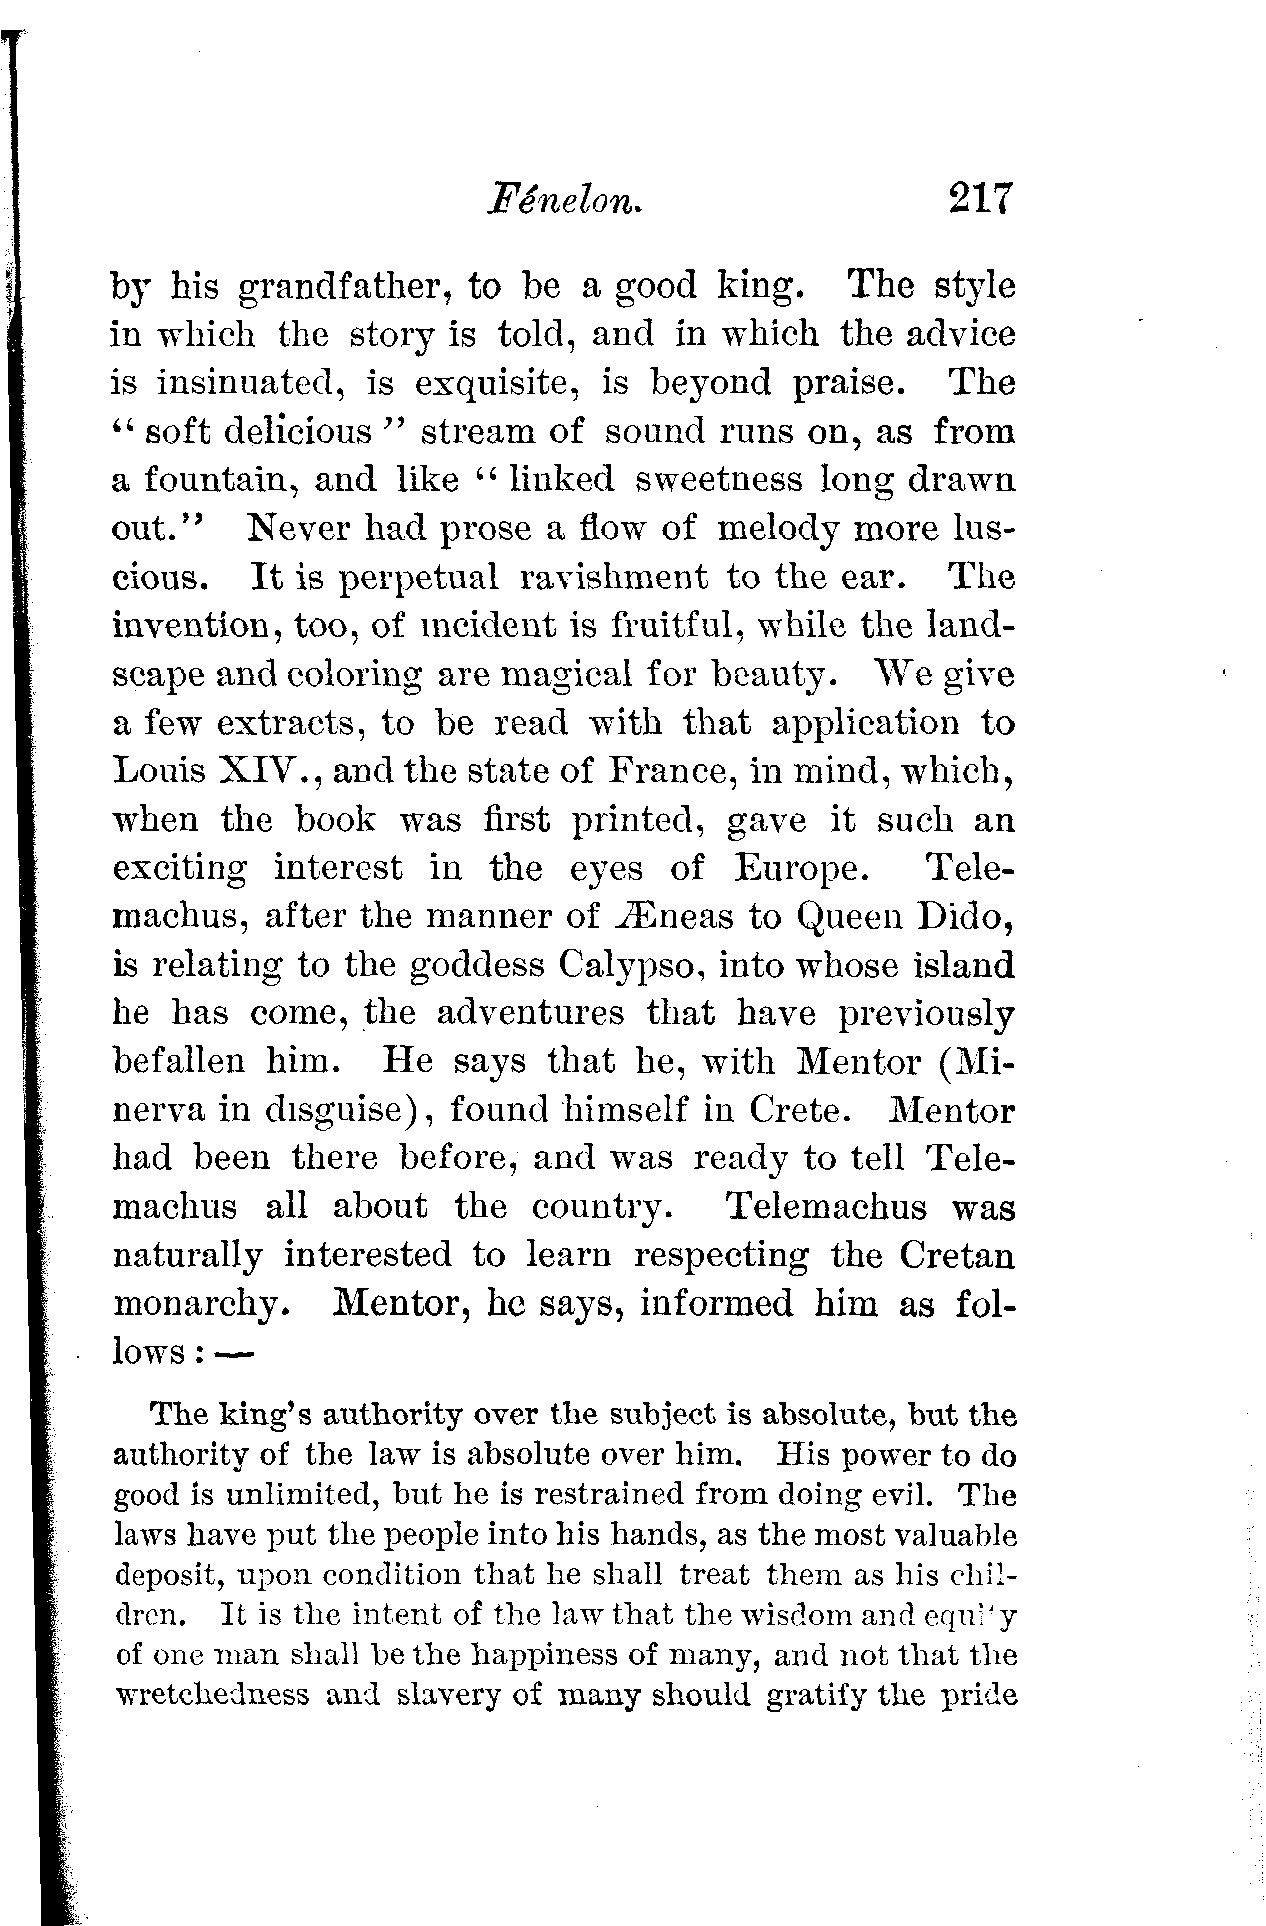 Fénelon. 217
by his grandfather, to be a good king. The style
in which the story is told, and in which the advice
is insinuated, is exquisite, is beyond praise. The
“ soft delicious ” stream of sound runs on, as from
a fountain, and like “ linked sweetness long drawn
out.” Never had prose a flow of melody more lus-
cious. It is perpetual ravishment to the ear. The
invention, too, of incident is fruitful, while the land-
scape and coloring are magical for beauty. We give
a few extracts, to be read with that application to
Louis XIV., and the state of France, in mind, which,
when the book was first printed, gave it such an
exciting interest in the eyes of Europe. Tele-
machus, after the manner of Æneas to Queen Dido,
is relating to the goddess Calypso, into whose island
he has come, the adventures that have previously
befallen him. He says that he, with Mentor (Mi-
nerva in disguise), found himself in Crete. Mentor
had been there before, and was ready to tell Tele-
machus all about the country. Telemachus was
naturally interested to learn respecting the Cretan
monarchy. Mentor, he says, informed him as fol-
lows : —
The king’s authority over the subject is absolute, but the
authority of the law is absolute over him. His power to do
good is unlimited, but he is restrained from doing evil. The
laws have put the people into his hands, as the most valuable
deposit, upon condition that he shall treat them as his chil-
dren. It is the intent of the law that the wisdom and equity
of one man shall be the happiness of many, and not that the
wretchedness and slavery of many should gratify the pride